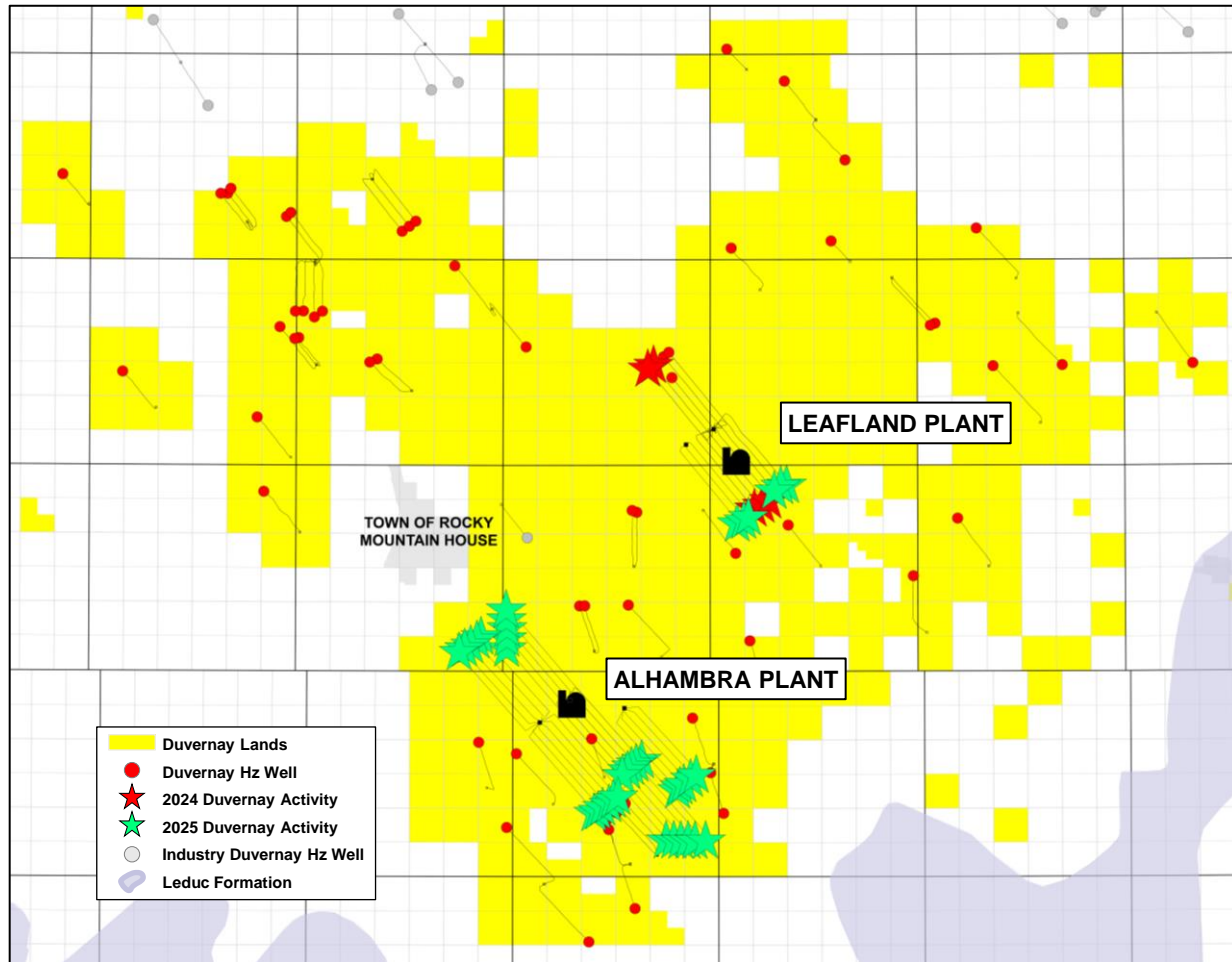 LEAFLAND PLANT
TOWN OF ROCKY
MOUNTAIN HOUSE
ALHAMBRA PLANT
Duvernay Lands
Duvernay Hz Well
2024 Duvernay Activity
2025 Duvernay Activity
Industry Duvernay Hz Well
Leduc Formation